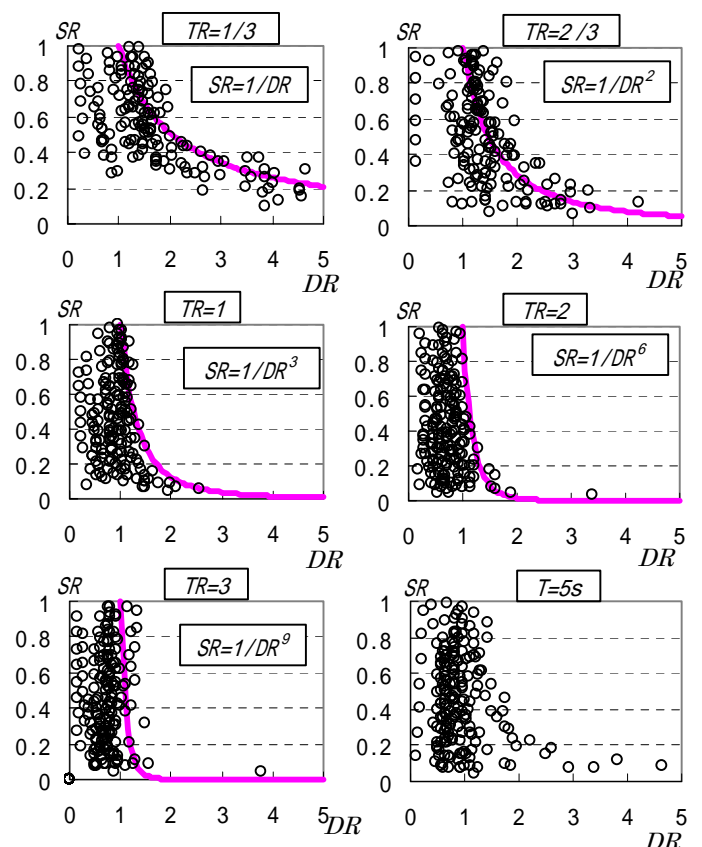 SR TR=1/3
SR=1/DR
1
0.8
0.6
0.4
0.2
0
0 1 2 3 4 5
DR
SR TR=2/3
SR=1/DR²
1
0.8
0.6
0.4
0.2
0
0 1 2 3 4 5
DR
SR TR=1
SR=1/DR³
1
0.8
0.6
0.4
0.2
0
0 1 2 3 4 5
DR
SR TR=2
SR=1/DR⁶
1
0.8
0.6
0.4
0.2
0
0 1 2 3 4 5
DR
SR TR=3
SR=1/DR⁹
1
0.8
0.6
0.4
0.2
0
0 1 2 3 4 5
DR
SR T=5s
1
0.8
0.6
0.4
0.2
0
0 1 2 3 4 5
DR